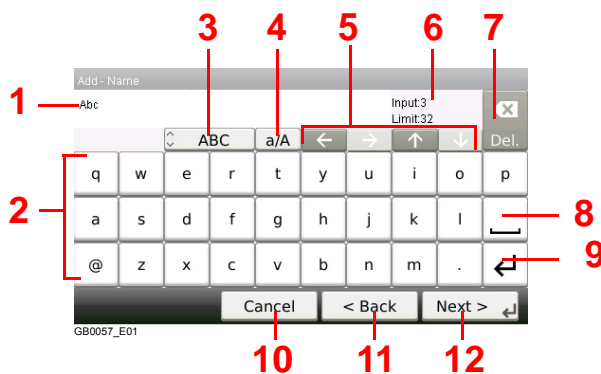 3 4 5 6 7
Add - Name
1 Abc Input:3
Limit:32
ABC a/A ← → ↑ ↓ Del.
2 q w e r t y u i o p
a s d f g h j k l 8
@ z x c v b n m . 9
Cancel < Back Next >
GB0057_E01
10 11 12